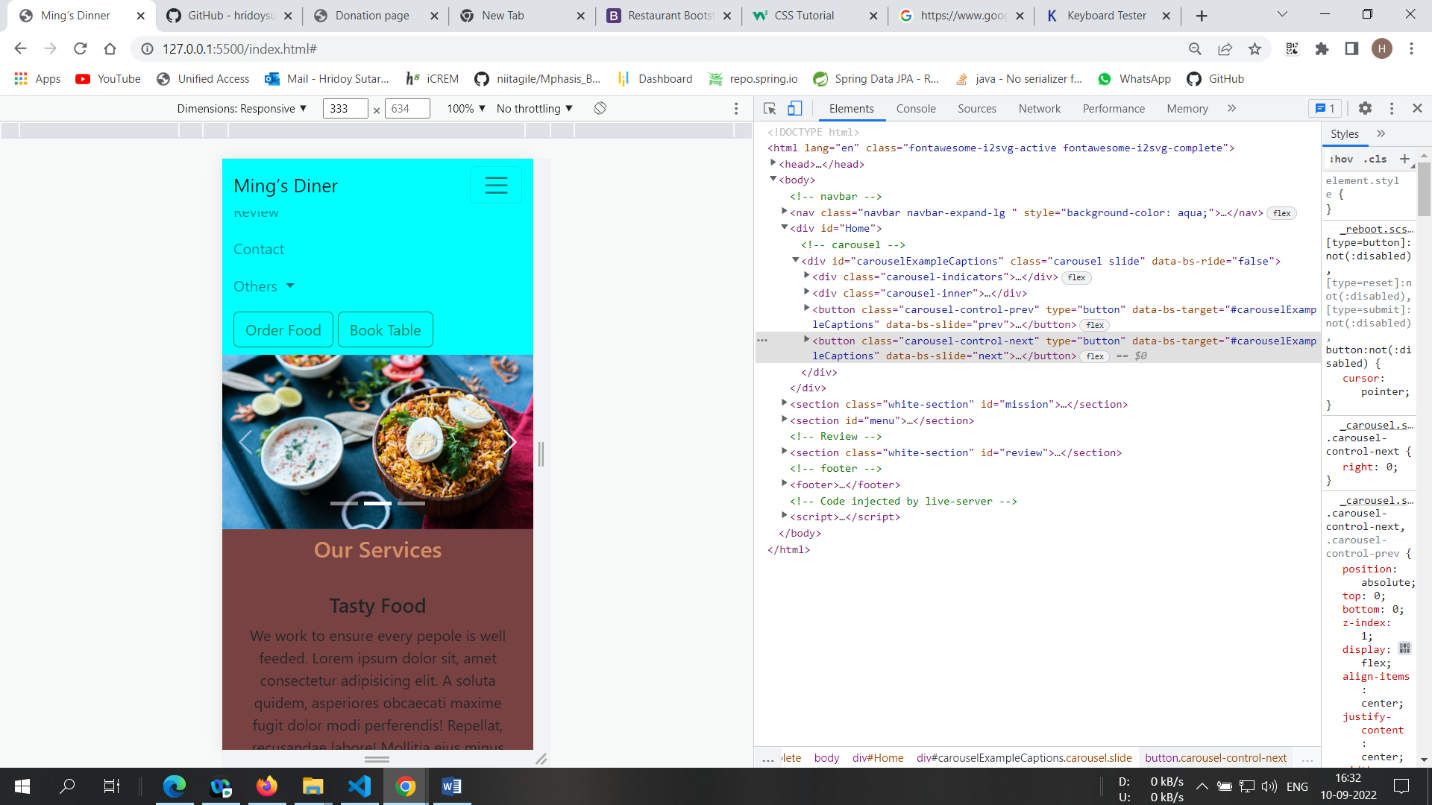 Ming's Dinner
GitHub - hridoysu
Donation page
New Tab
Restaurant Bootst
CSS Tutorial
https://www.goog
Keyboard Tester
127.0.0.1:5500/index.html#
H
Apps
YouTube
Unified Access
Mail - Hridoy Sutar...
iCREM
niitagile/Mphasis_B...
Dashboard
repo.spring.io
Spring Data JPA - R...
java - No serializer f...
WhatsApp
GitHub
Dimensions: Responsive ▼ 333 × 634 100% ▼ No throttling ▼
Elements Console Sources Network Performance Memory » 1
Ming's Diner
Review
Contact
Others
Order Food Book Table
Our Services
Tasty Food
We work to ensure every pepole is well
feeded. Lorem ipsum dolor sit, amet
consectetur adipisicing elit. A soluta
quidem, asperiores obcaecati maxime
fugit dolor modi perferendis! Repellat,
recusandae labore! Mollitia eius minus
<!DOCTYPE html>
<html lang="en" class="fontawesome-i2svg-active fontawesome-i2svg-complete">
<head>…</head>
<body>
<!-- navbar -->
<nav class="navbar navbar-expand-lg " style="background-color: aqua;">…</nav> flex
<div id="Home">
<!-- carousel -->
<div id="carouselExampleCaptions" class="carousel slide" data-bs-ride="false">
<div class="carousel-indicators">…</div> flex
<div class="carousel-inner">…</div>
<button class="carousel-control-prev" type="button" data-bs-target="#carouselExamp
leCaptions" data-bs-slide="prev">…</button> flex
<button class="carousel-control-next" type="button" data-bs-target="#carouselExamp
leCaptions" data-bs-slide="next">…</button> flex == $0
</div>
</div>
<section class="white-section" id="mission">…</section>
<section id="menu">…</section>
<!-- Review -->
<section class="white-section" id="review">…</section>
<!-- footer -->
<footer>…</footer>
<!-- Code injected by live-server -->
<script>…</script>
</body>
</html>
... plete body div#Home div#carouselExampleCaptions.carousel.slide button.carousel-control-next ...
Styles »
:hov .cls +
element.styl
e {
}
_reboot.scs…
[type=button]:
not(:disabled)
,
[type=reset]:n
ot(:disabled),
[type=submit]:
not(:disabled)
,
button:not(:di
sabled) {
cursor:
pointer;
}
_carousel.s…
.carousel-
control-next {
right: 0;
}
_carousel.s…
.carousel-
control-next,
.carousel-
control-prev {
position:
absolute;
top: 0;
bottom: 0;
z-index:
1;
display:
flex;
align-items
:
center;
justify-
content
:
center;
D: 0 kB/s
U: 0 kB/s
ENG
16:32
10-09-2022